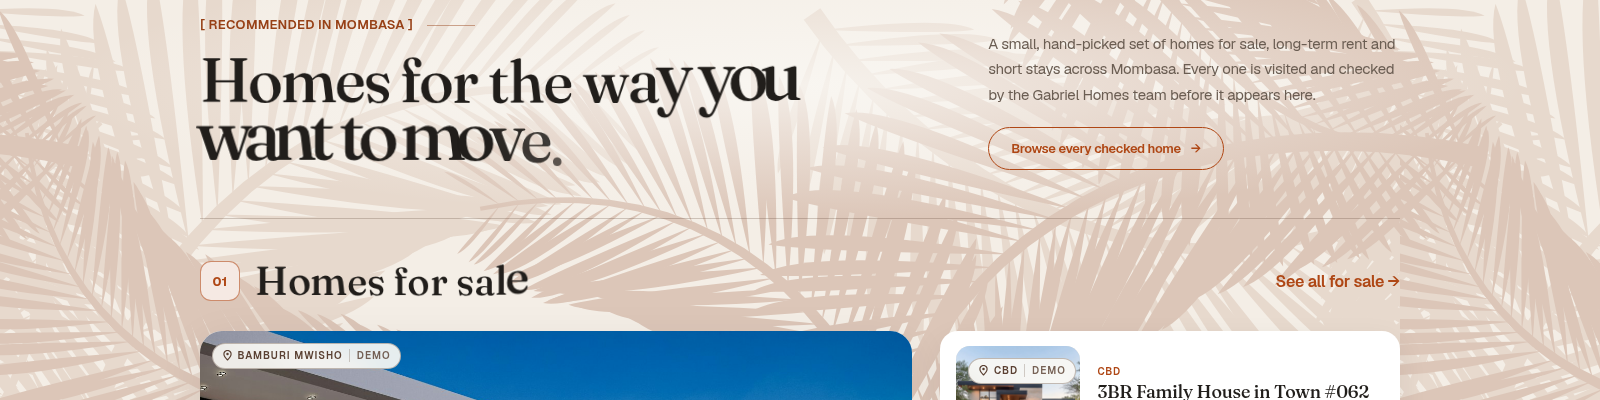 [ RECOMMENDED IN MOMBASA ]
Homes for the way you
want to move.
A small, hand-picked set of homes for sale, long-term rent and
short stays across Mombasa. Every one is visited and checked
by the Gabriel Homes team before it appears here.
Browse every checked home →
01
Homes for sale
See all for sale →
BAMBURI MWISHO | DEMO
CBD | DEMO
CBD
3BR Family House in Town #062